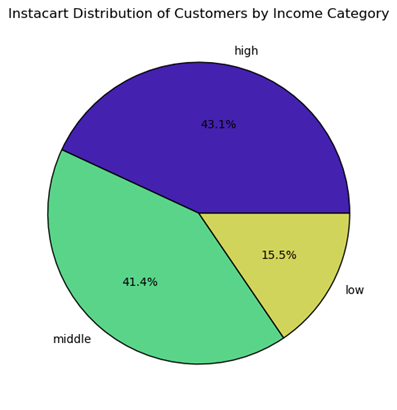 Instacart Distribution of Customers by Income Category
high
43.1%
15.5%
41.4%
low
middle